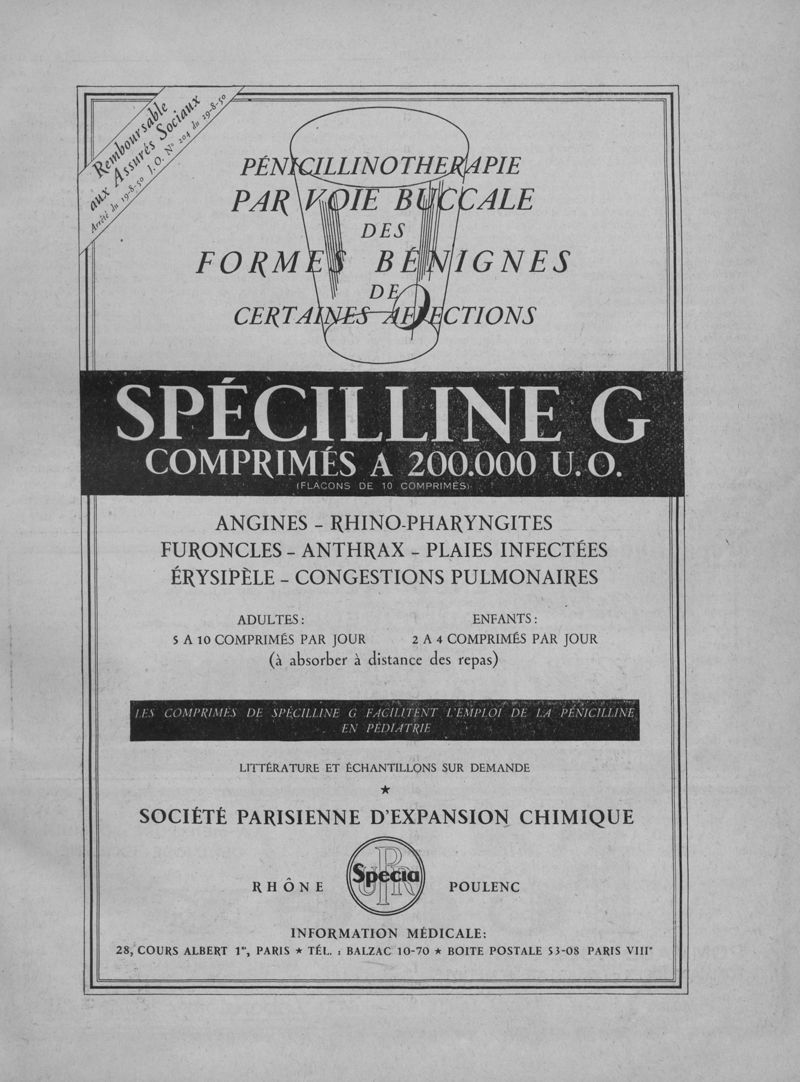 Remboursable
aux Assurés Sociaux
Arrêté du 19-8-50 J.O. N° 204 du 29-8-50
PÉNICILLINOTHERAPIE
PAR VOIE BUCCALE
DES
FORMES BÉNIGNES
DE
CERTAINES AFFECTIONS
SPÉCILLINE G
COMPRIMÉS A 200.000 U.O.
(FLACONS DE 10 COMPRIMÉS)
ANGINES – RHINO-PHARYNGITES
FURONCLES – ANTHRAX – PLAIES INFECTÉES
ÉRYSIPÈLE – CONGESTIONS PULMONAIRES
ADULTES : ENFANTS :
5 A 10 COMPRIMÉS PAR JOUR 2 A 4 COMPRIMÉS PAR JOUR
(à absorber à distance des repas)
LES COMPRIMÉS DE SPÉCILLINE G FACILITENT L'EMPLOI DE LA PÉNICILLINE
EN PÉDIATRIE
LITTÉRATURE ET ÉCHANTILLONS SUR DEMANDE
★
SOCIÉTÉ PARISIENNE D'EXPANSION CHIMIQUE
RHÔNE Specia POULENC
INFORMATION MÉDICALE :
28, COURS ALBERT 1er, PARIS ★ TÉL. : BALZAC 10-70 ★ BOITE POSTALE 53-08 PARIS VIIIe